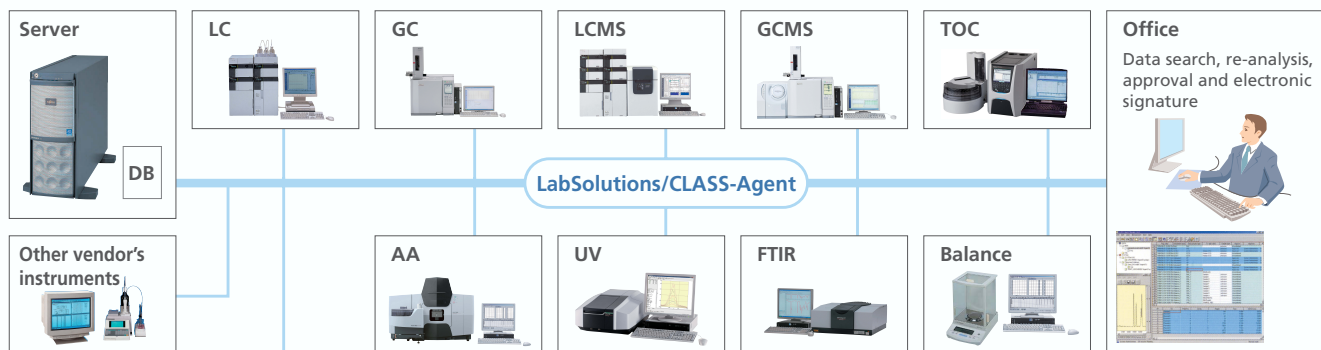 Server
LC
GC
LCMS
GCMS
TOC
Office
Data search, re-analysis,
approval and electronic
signature
DB
LabSolutions/CLASS-Agent
Other vendor's
instruments
AA
UV
FTIR
Balance